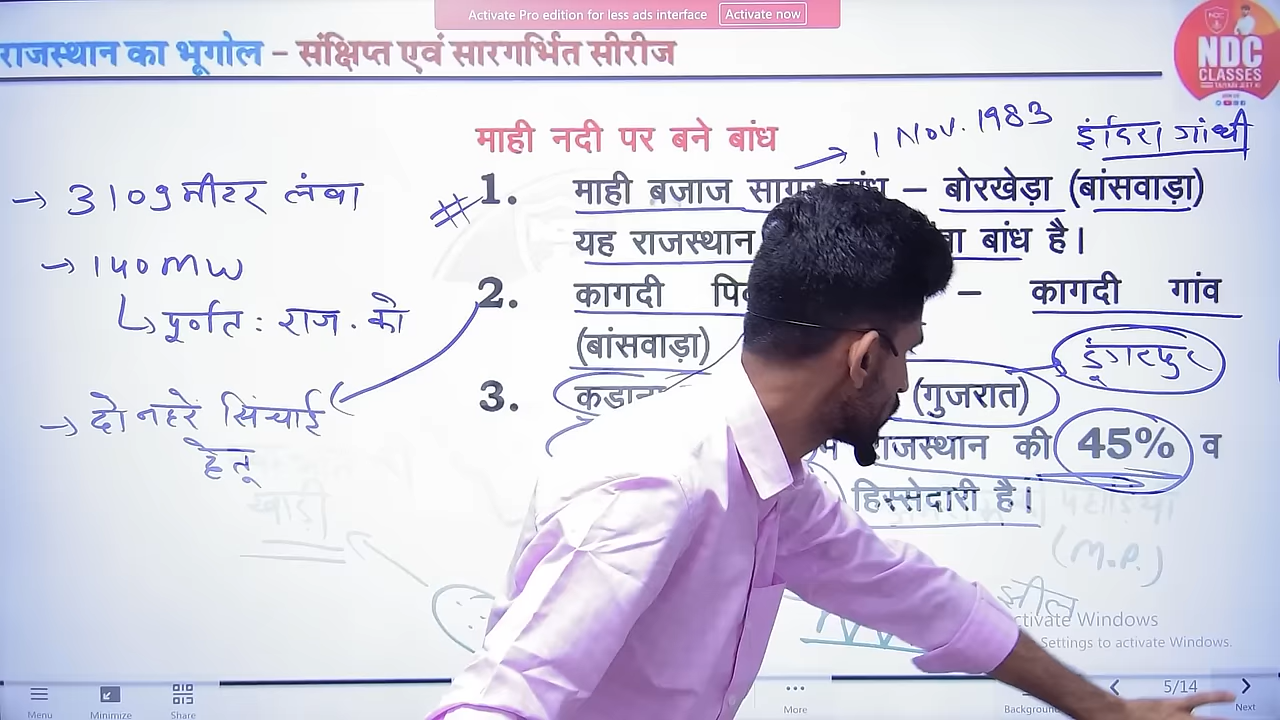 Activate Pro edition for less ads interface Activate now
राजस्थान का भूगोल – संक्षिप्त एवं सारगर्भित सीरीज
NDC
CLASSES
माही नदी पर बने बांध
1 Nov. 1983
इंदिरा गांधी
→ 3109 मीटर लंबा
1. माही बजाज सागर बांध – बोरखेड़ा (बांसवाड़ा)
यह राजस्थान बांध है।
→ 140 MW
↳ पूर्णत: राज. को
2. कागदी – कागदी गांव
(बांसवाड़ा)
डूंगरपुर
3. (गुजरात)
→ दो नहरें सिंचाई
हेतू
राजस्थान की 45% व
हिस्सेदारी है।
खाड़ी
(M.P.)
झील
Activate Windows
Settings to activate Windows.
Menu Minimize Share More Background 5/14 Next